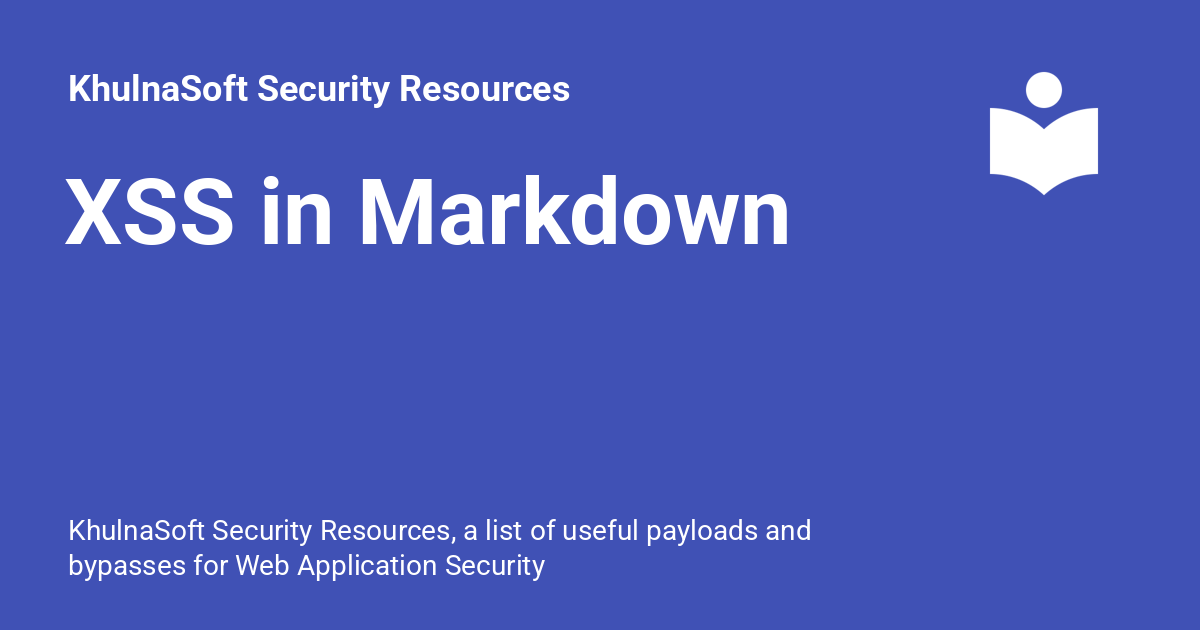 KhulnaSoft Security Resources
XSS in Markdown
KhulnaSoft Security Resources, a list of useful payloads and
bypasses for Web Application Security